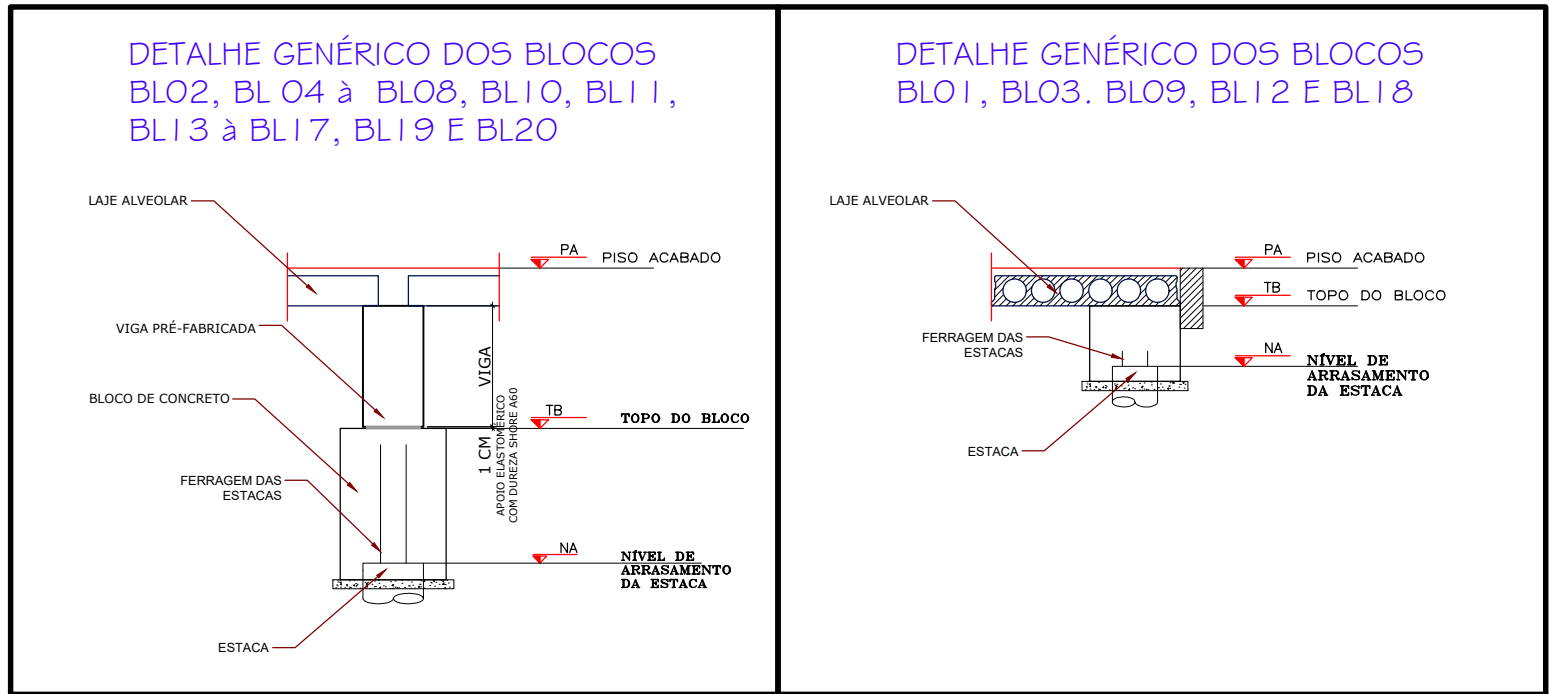 DETALHE GENÉRICO DOS BLOCOS
BL02, BL 04 à BL08, BL10, BL11,
BL13 à BL17, BL19 E BL20
LAJE ALVEOLAR
PA
PISO ACABADO
VIGA PRÉ-FABRICADA
VIGA
BLOCO DE CONCRETO
TB
TOPO DO BLOCO
1 CM
APOIO ELASTOMÉRICO
COM DUREZA SHORE A60
FERRAGEM DAS
ESTACAS
NA
NÍVEL DE
ARRASAMENTO
DA ESTACA
ESTACA
DETALHE GENÉRICO DOS BLOCOS
BL01, BL03. BL09, BL12 E BL18
LAJE ALVEOLAR
PA
PISO ACABADO
TB
TOPO DO BLOCO
FERRAGEM DAS
ESTACAS
NA
NÍVEL DE
ARRASAMENTO
DA ESTACA
ESTACA